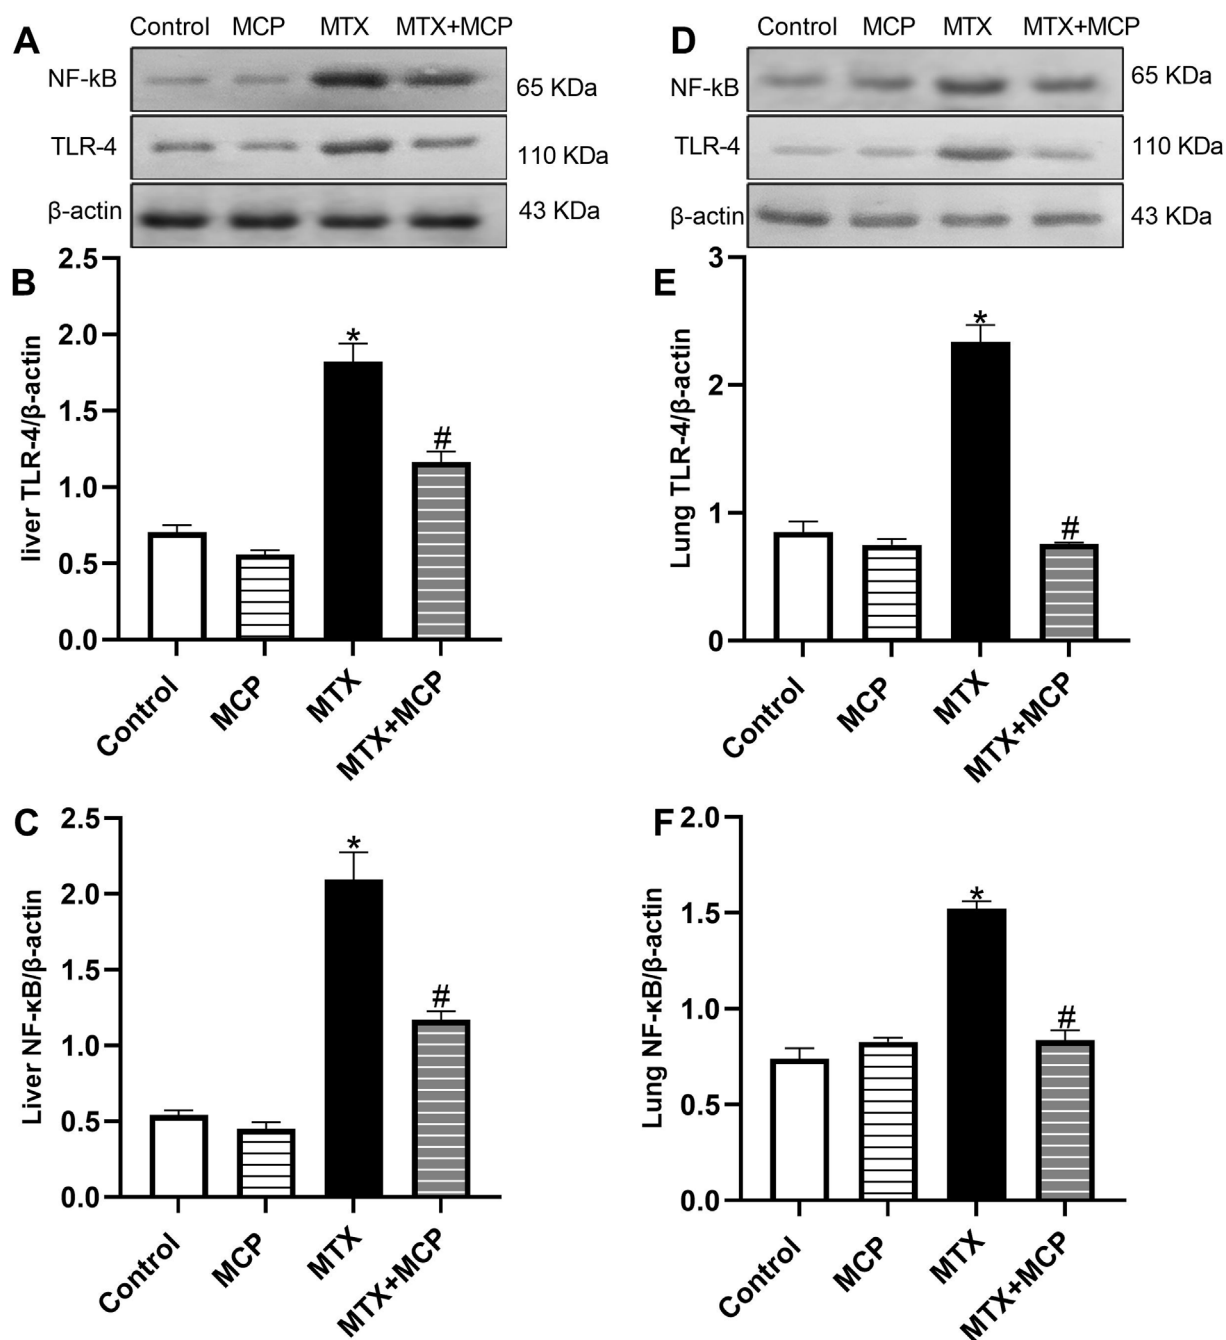 A
Control MCP MTX MTX+MCP
NF-kB
65 KDa
TLR-4
110 KDa
β-actin
43 KDa
D
Control MCP MTX MTX+MCP
NF-kB
65 KDa
TLR-4
110 KDa
β-actin
43 KDa
B
liver TLR-4/β-actin
2.5
2.0
1.5
1.0
0.5
0.0
*
#
Control
MCP
MTX
MTX+MCP
E
Lung TLR-4/β-actin
3
2
1
0
*
#
Control
MCP
MTX
MTX+MCP
C
Liver NF-κB/β-actin
2.5
2.0
1.5
1.0
0.5
0.0
*
#
Control
MCP
MTX
MTX+MCP
F
Lung NF-κB/β-actin
2.0
1.5
1.0
0.5
0.0
*
#
Control
MCP
MTX
MTX+MCP